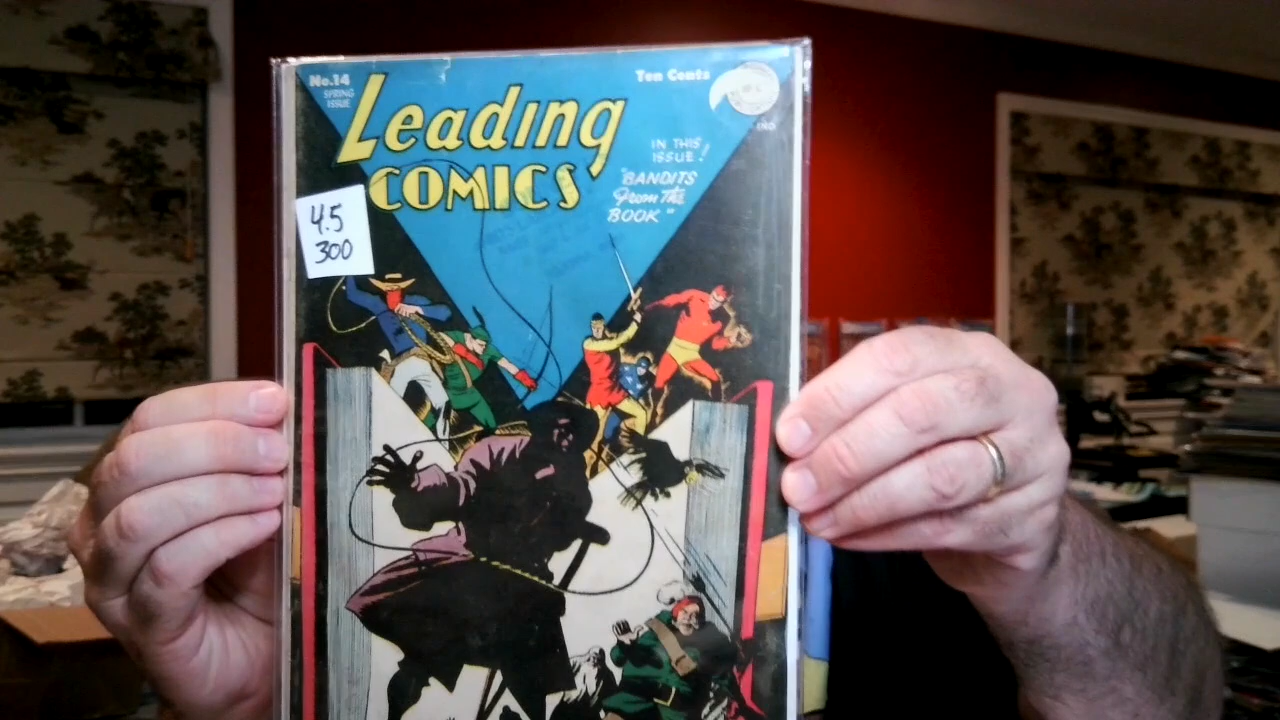 No.14
SPRING
ISSUE
Ten Cents
Leading
COMICS
IN THIS
ISSUE!
"BANDITS
From The
BOOK"
4.5
300